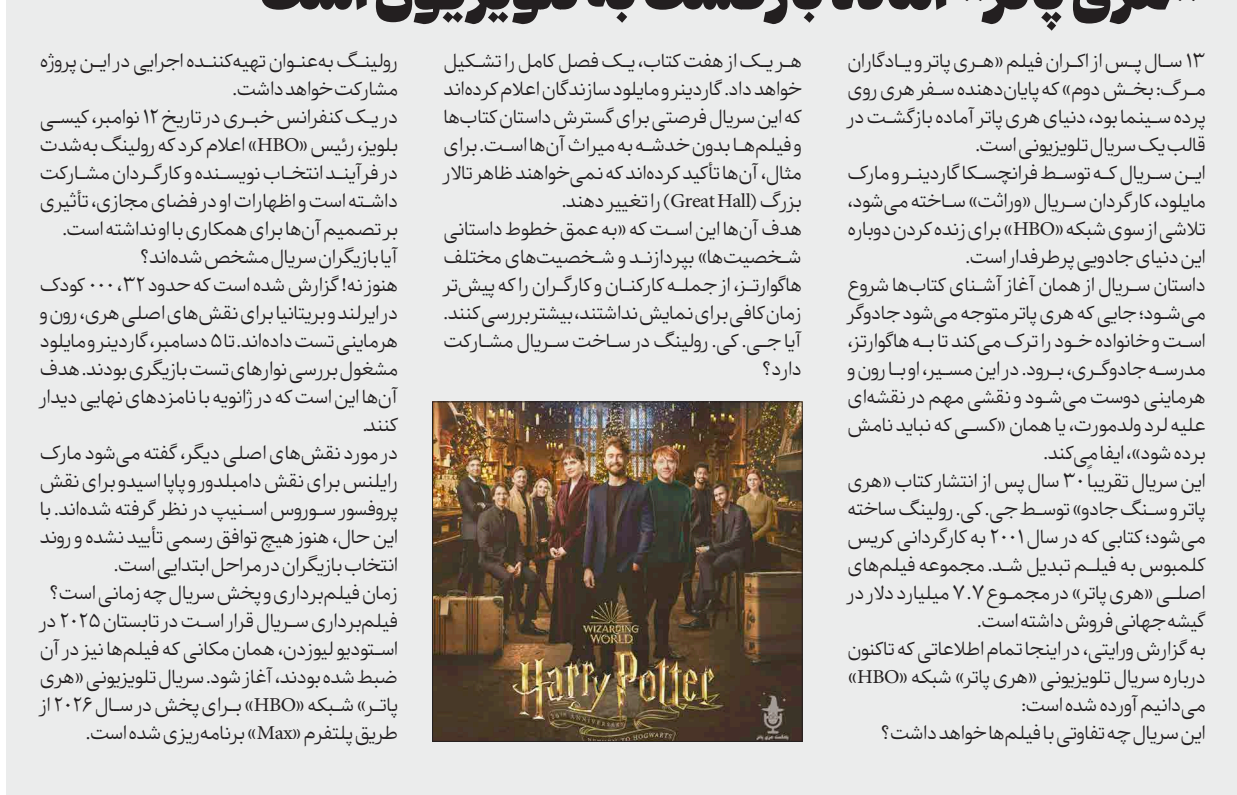 «هری پاتر» آماده بازگشت به تلویزیون است
۱۳ سال پس از اکران فیلم «هری پاتر و یادگاران
مرگ: بخش دوم» که پایان‌دهنده سفر هری روی
پرده سینما بود، دنیای هری پاتر آماده بازگشت در
قالب یک سریال تلویزیونی است.
این سریال که توسط فرانچسکا گاردینر و مارک
مایلود، کارگردان سریال «وراثت» ساخته می‌شود،
تلاشی از سوی شبکه «HBO» برای زنده کردن دوباره
این دنیای جادویی پرطرفدار است.
داستان سریال از همان آغاز آشنای کتاب‌ها شروع
می‌شود؛ جایی که هری پاتر متوجه می‌شود جادوگر
است و خانواده خود را ترک می‌کند تا به هاگوارتز،
مدرسه جادوگری، برود. در این مسیر، او با رون و
هرماینی دوست می‌شود و نقشی مهم در نقشه‌ای
علیه لرد ولدمورت، یا همان «کسی که نباید نامش
برده شود»، ایفا می‌کند.
این سریال تقریباً ۳۰ سال پس از انتشار کتاب «هری
پاتر و سنگ جادو» توسط جی. کی. رولینگ ساخته
می‌شود؛ کتابی که در سال ۲۰۰۱ به کارگردانی کریس
کلمبوس به فیلم تبدیل شد. مجموعه فیلم‌های
اصلی «هری پاتر» در مجموع ۷.۷ میلیارد دلار در
گیشه جهانی فروش داشته است.
به گزارش ورایتی، در اینجا تمام اطلاعاتی که تاکنون
درباره سریال تلویزیونی «هری پاتر» شبکه «HBO»
می‌دانیم آورده شده است:
این سریال چه تفاوتی با فیلم‌ها خواهد داشت؟
هر یک از هفت کتاب، یک فصل کامل را تشکیل
خواهد داد. گاردینر و مایلود سازندگان اعلام کرده‌اند
که این سریال فرصتی برای گسترش داستان کتاب‌ها
و فیلم‌ها بدون خدشه به میراث آن‌ها است. برای
مثال، آن‌ها تأکید کرده‌اند که نمی‌خواهند ظاهر تالار
بزرگ (Great Hall) را تغییر دهند.
هدف آن‌ها این است که «به عمق خطوط داستانی
شخصیت‌ها» بپردازند و شخصیت‌های مختلف
هاگوارتز، از جمله کارکنان و کارگران را که پیش‌تر
زمان کافی برای نمایش نداشتند، بیشتر بررسی کنند.
آیا جی. کی. رولینگ در ساخت سریال مشارکت
دارد؟
WIZARDING
WORLD
Harry Potter
20TH ANNIVERSARY
RETURN TO HOGWARTS
پادکست هری پاتر
رولینگ به‌عنوان تهیه‌کننده اجرایی در این پروژه
مشارکت خواهد داشت.
در یک کنفرانس خبری در تاریخ ۱۲ نوامبر، کیسی
بلویز، رئیس «HBO» اعلام کرد که رولینگ به‌شدت
در فرآیند انتخاب نویسنده و کارگردان مشارکت
داشته است و اظهارات او در فضای مجازی، تأثیری
بر تصمیم آن‌ها برای همکاری با او نداشته است.
آیا بازیگران سریال مشخص شده‌اند؟
هنوز نه! گزارش شده است که حدود ۳۲،۰۰۰ کودک
در ایرلند و بریتانیا برای نقش‌های اصلی هری، رون و
هرماینی تست داده‌اند. تا ۵ دسامبر، گاردینر و مایلود
مشغول بررسی نوارهای تست بازیگری بودند. هدف
آن‌ها این است که در ژانویه با نامزدهای نهایی دیدار
کنند.
در مورد نقش‌های اصلی دیگر، گفته می‌شود مارک
رایلنس برای نقش دامبلدور و پاپا اسیدو برای نقش
پروفسور سوروس اسنیپ در نظر گرفته شده‌اند. با
این حال، هنوز هیچ توافق رسمی تأیید نشده و روند
انتخاب بازیگران در مراحل ابتدایی است.
زمان فیلم‌برداری و پخش سریال چه زمانی است؟
فیلم‌برداری سریال قرار است در تابستان ۲۰۲۵ در
استودیو لیوزدن، همان مکانی که فیلم‌ها نیز در آن
ضبط شده بودند، آغاز شود. سریال تلویزیونی «هری
پاتر» شبکه «HBO» برای پخش در سال ۲۰۲۶ از
طریق پلتفرم «Max» برنامه‌ریزی شده است.